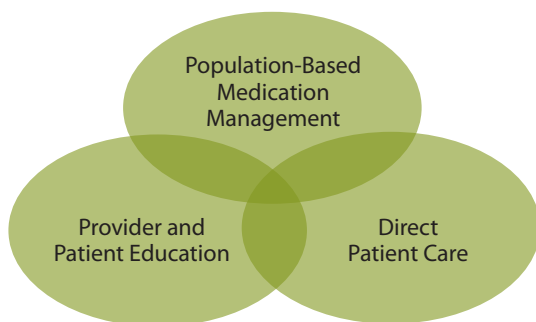 Population-Based
Medication
Management
Provider and
Patient Education
Direct
Patient Care